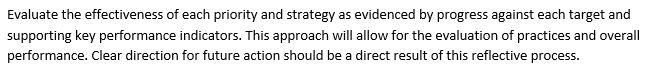 Evaluate the effectiveness of each priority and strategy as evidenced by progress against each target and
supporting key performance indicators. This approach will allow for the evaluation of practices and overall
performance. Clear direction for future action should be a direct result of this reflective process.